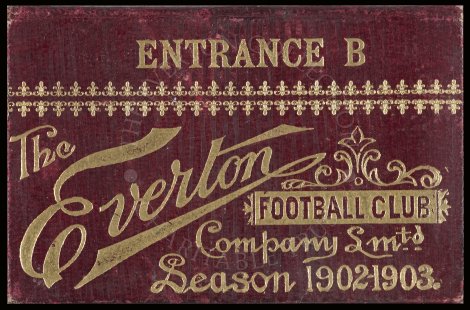 ENTRANCE B
The
Everton
FOOTBALL CLUB
Company Lmtd
Season 1902-1903.